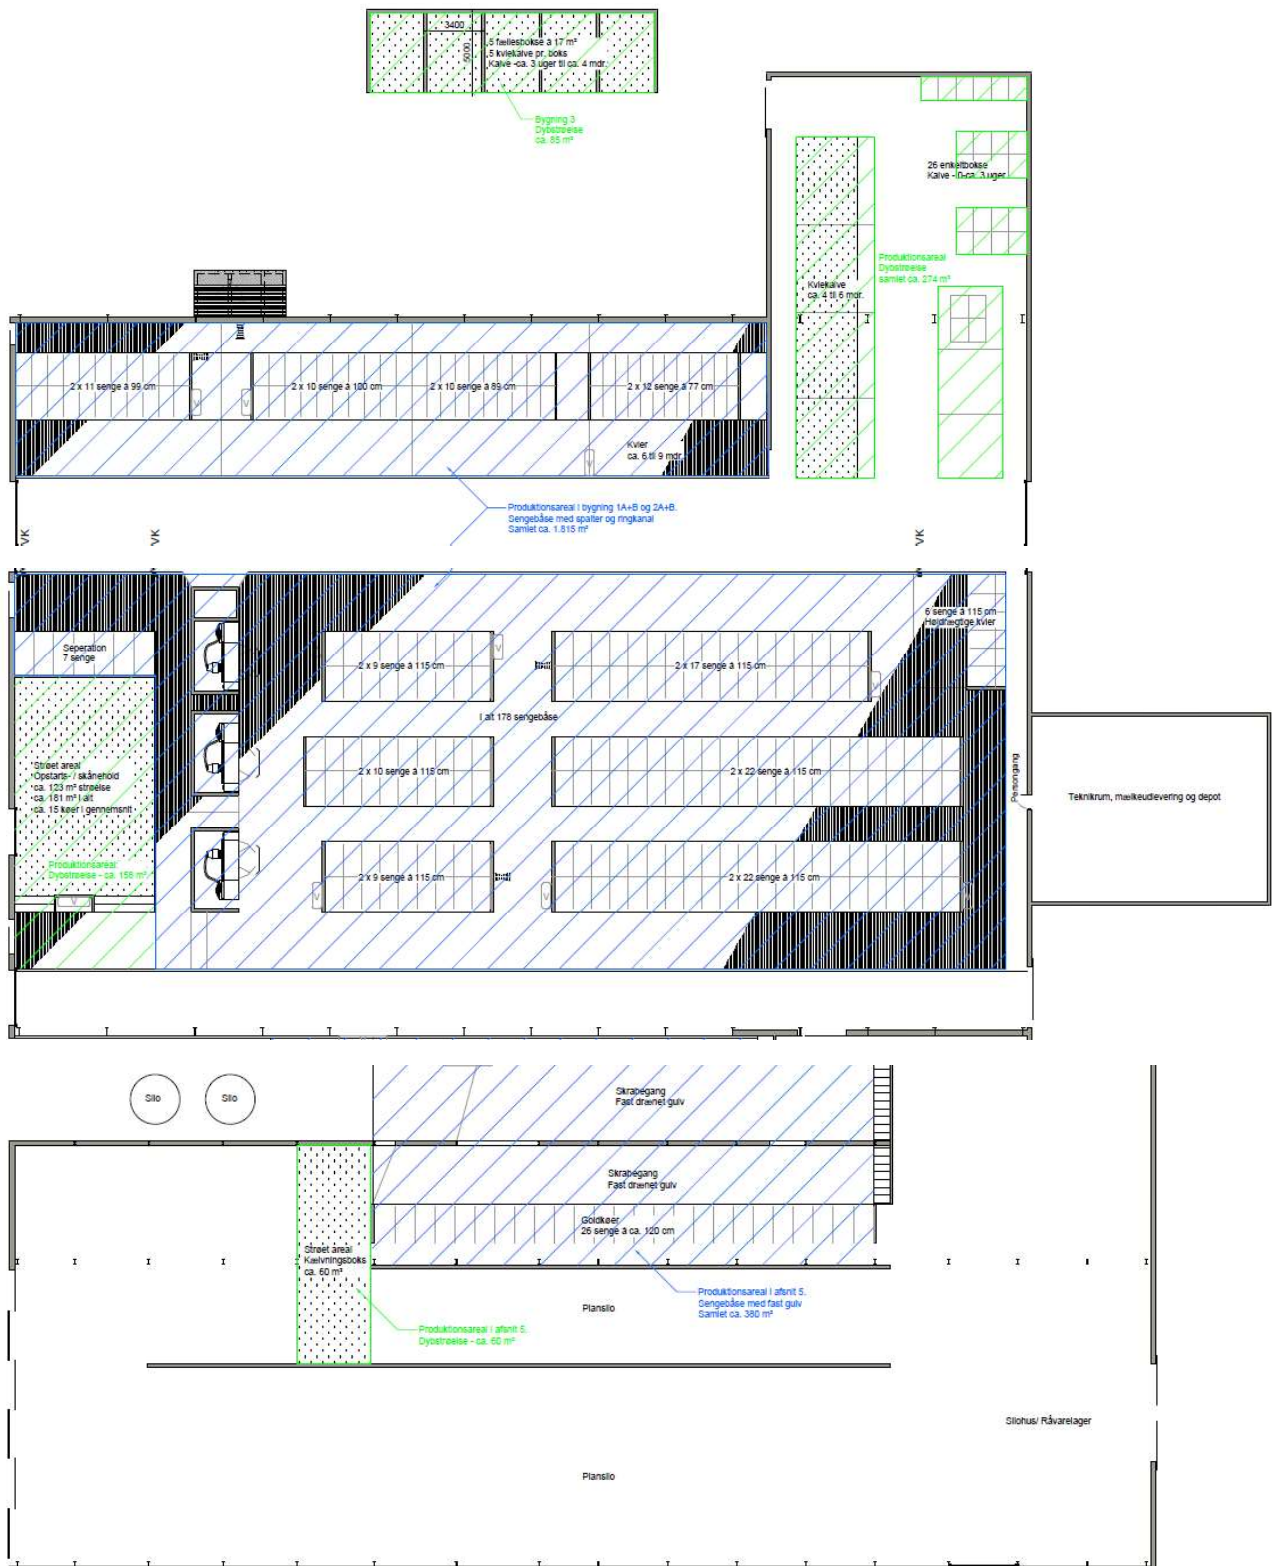 3400
5000
5 fællesbokse à 17 m²
5 kviekalve pr. boks
Kalve -ca. 3 uger til ca. 4 mdr.
Bygning 3
Dybstrøelse
ca. 85 m²
26 enkeltbokse
Kalve - 0-ca. 3 uger
Produktionsareal
Dybstrøelse
samlet ca. 274 m²
Kviekalve
ca. 4 til 6 mdr.
2 x 11 senge à 99 cm
2 x 10 senge à 100 cm
2 x 10 senge à 89 cm
2 x 12 senge à 77 cm
V
V
V
Kvier
ca. 6 til 9 mdr.
Produktionsareal i bygning 1A+B og 2A+B.
Sengebåse med spalter og ringkanal
Samlet ca. 1.815 m²
VK
VK
VK
Seperation
7 senge
6 senge à 115 cm
Højdrægtige kvier
2 x 9 senge à 115 cm
V
2 x 17 senge à 115 cm
V
I alt 178 sengebåse
Strøet areal
Opstarts- / skånehold
ca. 123 m² strøelse
ca. 181 m² i alt
ca. 15 køer i gennemsnit
2 x 10 senge à 115 cm
2 x 22 senge à 115 cm
Persongang
Teknikrum, mælkeudlevering og depot
Produktionsareal
Dybstrøelse - ca. 155 m²
V
V
2 x 9 senge à 115 cm
V
2 x 22 senge à 115 cm
Silo
Silo
Skrabegang
Fast drænet gulv
Skrabegang
Fast drænet gulv
Goldkøer
26 senge à ca. 120 cm
Strøet areal
Kælvningsboks
ca. 60 m²
Produktionsareal i afsnit 5.
Sengebåse med fast gulv
Samlet ca. 380 m²
Plansilo
Produktionsareal i afsnit 5.
Dybstrøelse - ca. 60 m²
Silohus/ Råvarelager
Plansilo